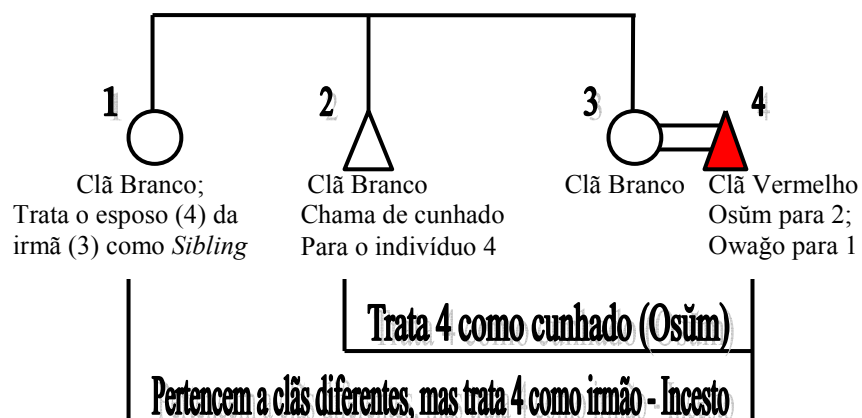 1
2
3
4
Clã Branco;
Trata o esposo (4) da
irmã (3) como Sibling
Clã Branco
Chama de cunhado
Para o indivíduo 4
Clã Branco
Clã Vermelho
Osŭm para 2;
Owağo para 1
Trata 4 como cunhado (Osŭm)
Pertencem a clãs diferentes, mas trata 4 como irmão - Incesto